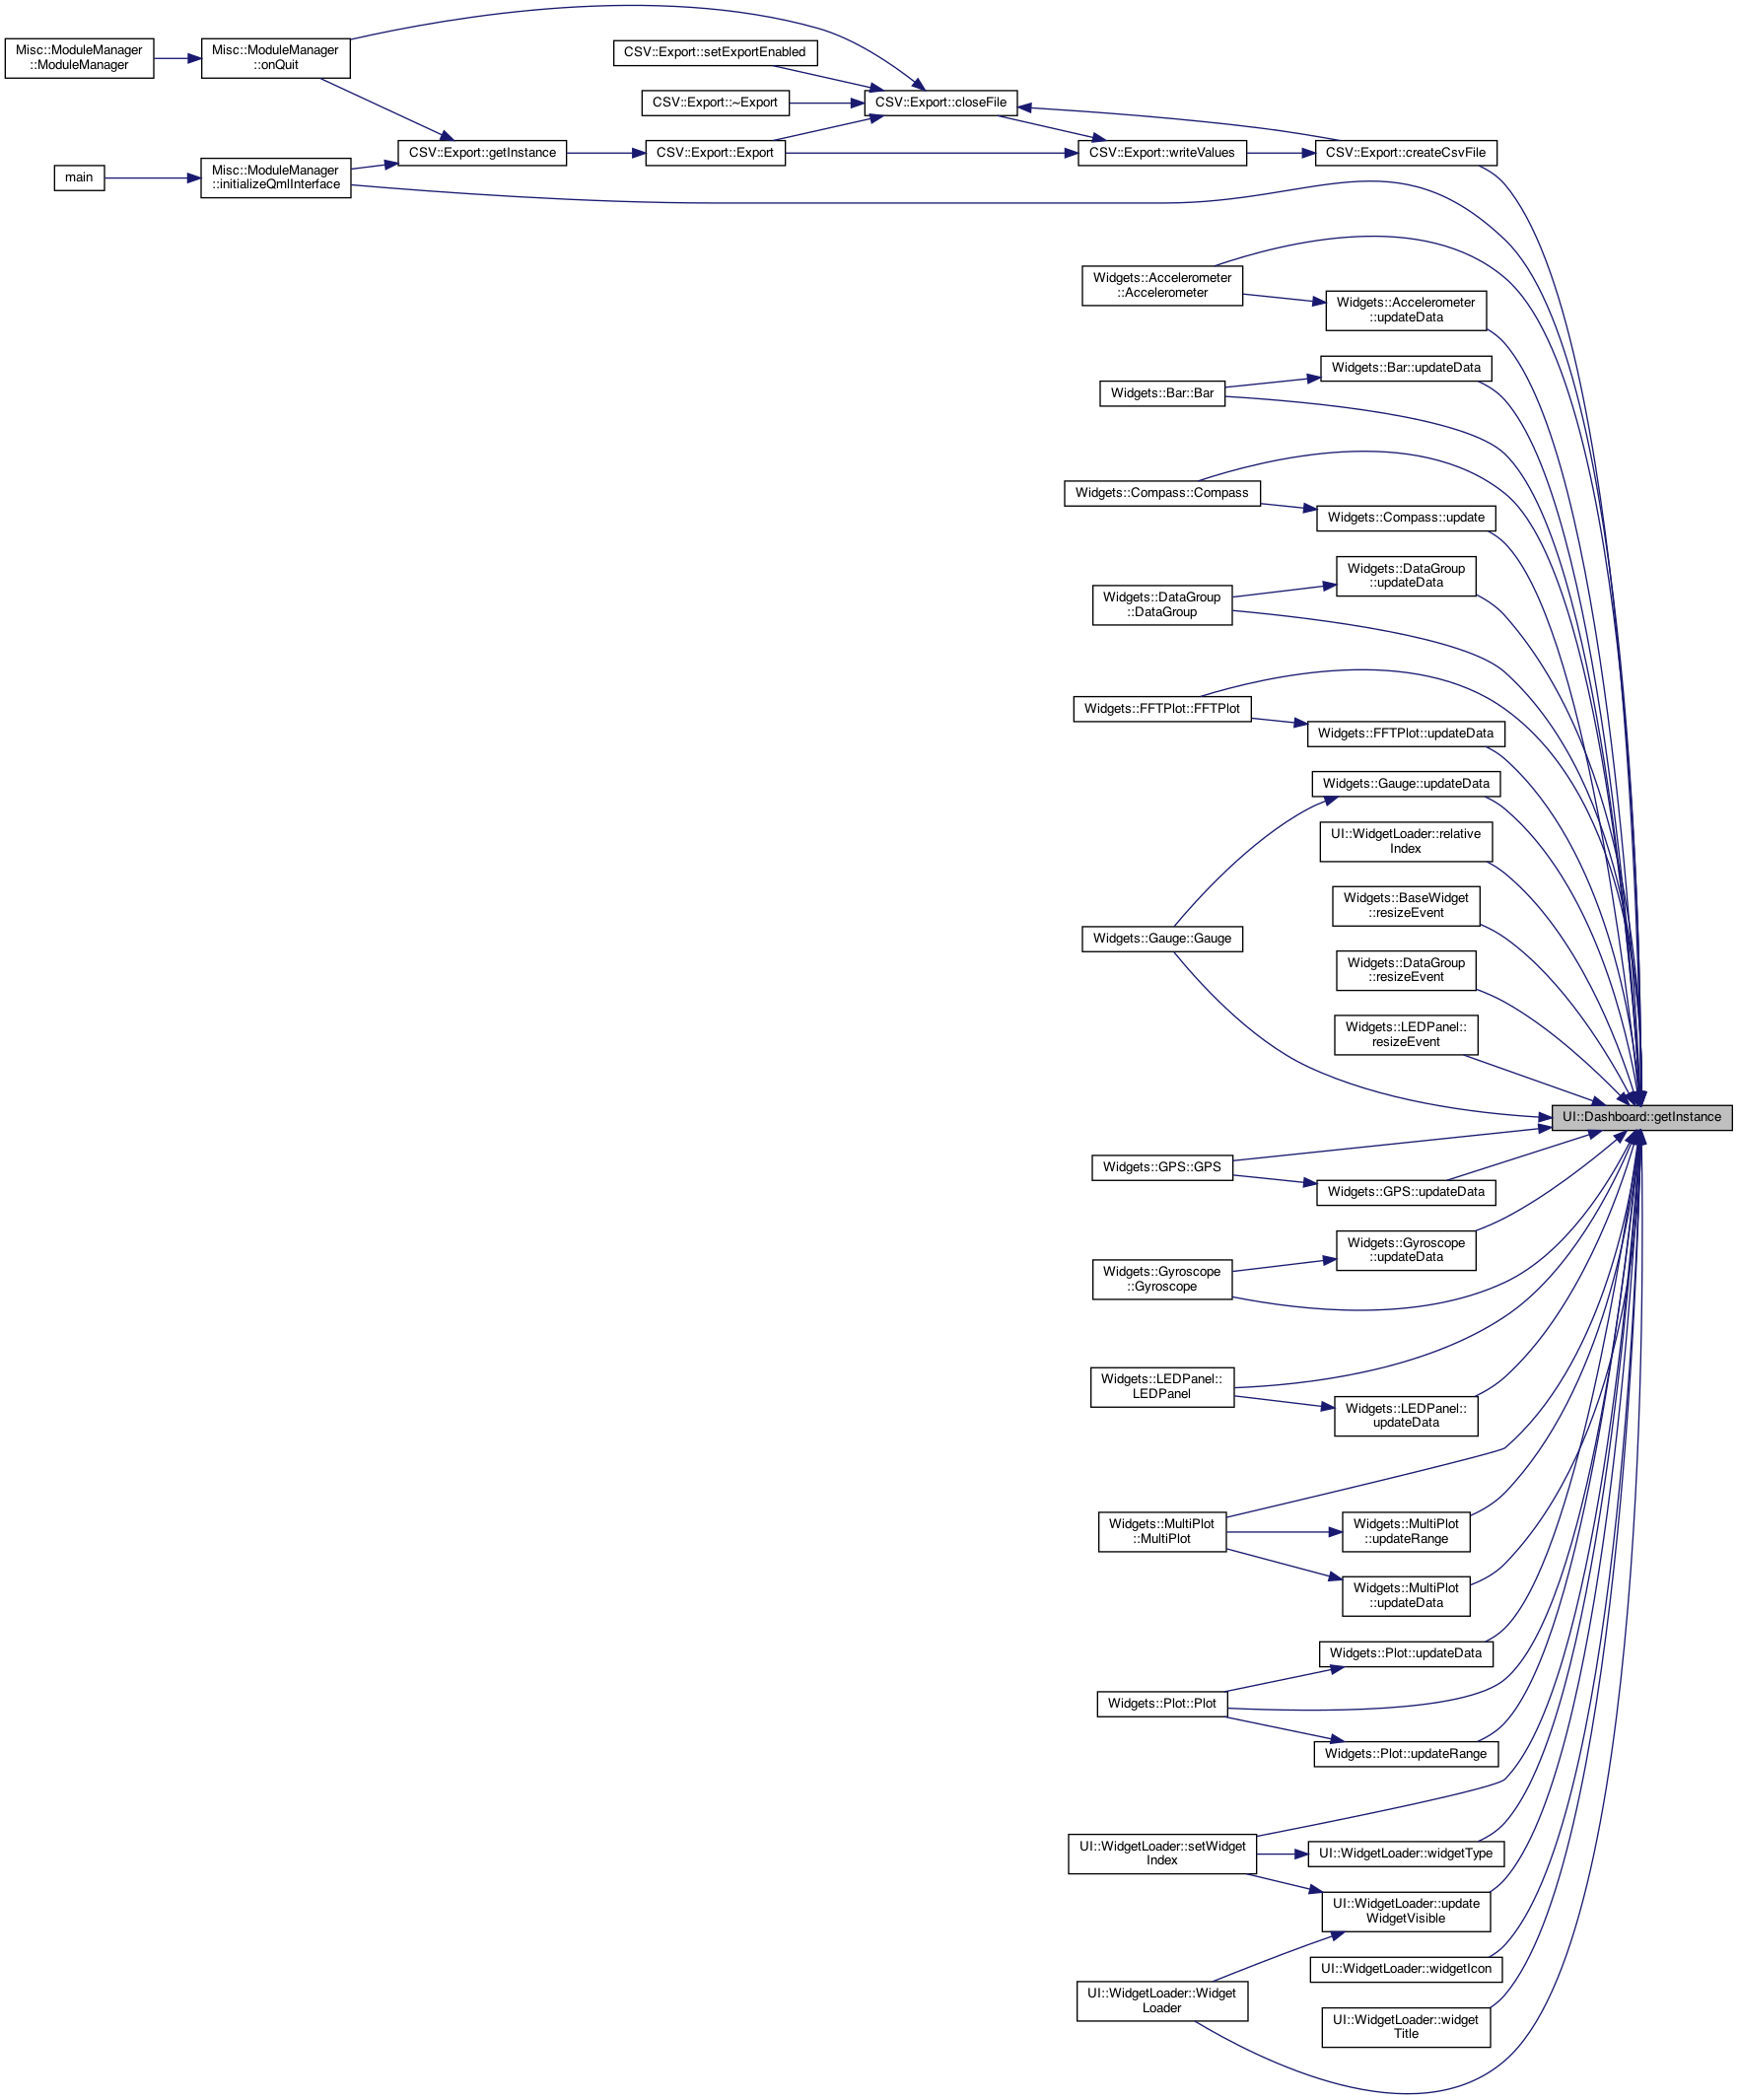 Misc::ModuleManager
::ModuleManager
Misc::ModuleManager
::onQuit
CSV::Export::setExportEnabled
CSV::Export::~Export
CSV::Export::closeFile
CSV::Export::getInstance
CSV::Export::Export
CSV::Export::writeValues
CSV::Export::createCsvFile
main
Misc::ModuleManager
::initializeQmlInterface
Widgets::Accelerometer
::Accelerometer
Widgets::Accelerometer
::updateData
Widgets::Bar::updateData
Widgets::Bar::Bar
Widgets::Compass::Compass
Widgets::Compass::update
Widgets::DataGroup
::updateData
Widgets::DataGroup
::DataGroup
Widgets::FFTPlot::FFTPlot
Widgets::FFTPlot::updateData
Widgets::Gauge::updateData
UI::WidgetLoader::relative
Index
Widgets::BaseWidget
::resizeEvent
Widgets::Gauge::Gauge
Widgets::DataGroup
::resizeEvent
Widgets::LEDPanel::
resizeEvent
UI::Dashboard::getInstance
Widgets::GPS::GPS
Widgets::GPS::updateData
Widgets::Gyroscope
::updateData
Widgets::Gyroscope
::Gyroscope
Widgets::LEDPanel::
LEDPanel
Widgets::LEDPanel::
updateData
Widgets::MultiPlot
::MultiPlot
Widgets::MultiPlot
::updateRange
Widgets::MultiPlot
::updateData
Widgets::Plot::updateData
Widgets::Plot::Plot
Widgets::Plot::updateRange
UI::WidgetLoader::setWidget
Index
UI::WidgetLoader::widgetType
UI::WidgetLoader::update
WidgetVisible
UI::WidgetLoader::widgetIcon
UI::WidgetLoader::Widget
Loader
UI::WidgetLoader::widget
Title